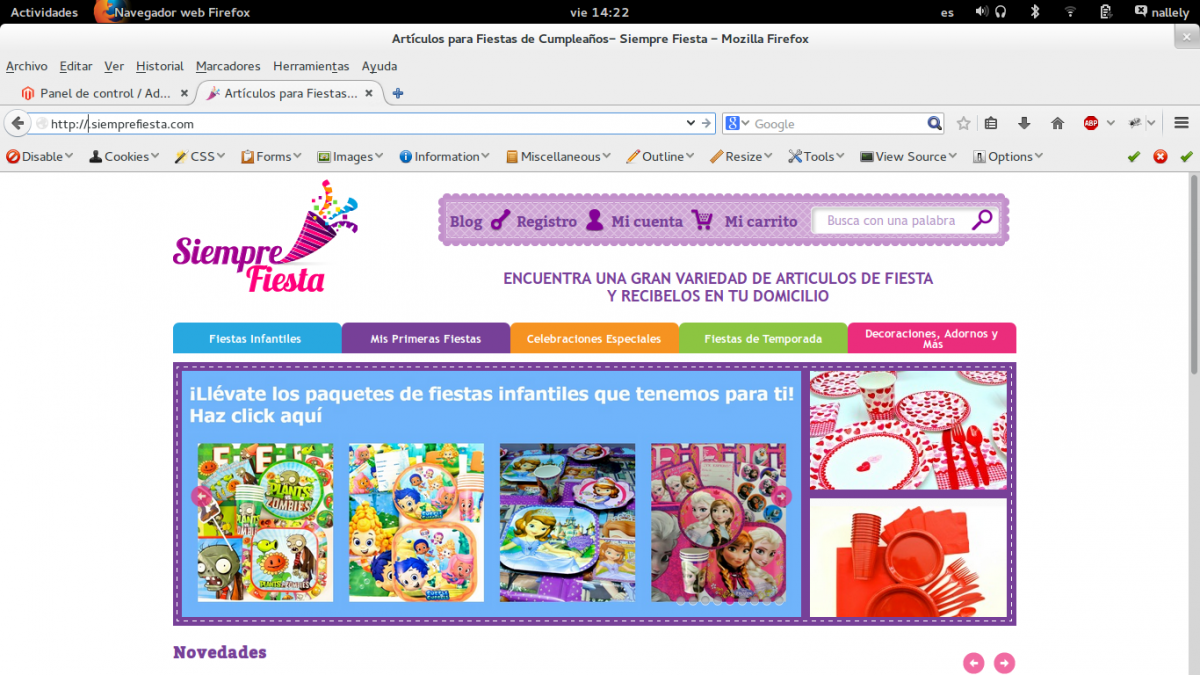 Actividades Navegador web Firefox vie 14:22 es nallely
Artículos para Fiestas de Cumpleaños– Siempre Fiesta – Mozilla Firefox
Archivo Editar Ver Historial Marcadores Herramientas Ayuda
Panel de control / Ad... Artículos para Fiestas...
http://.siemprefiesta.com Google ABP
Disable Cookies CSS Forms Images Information Miscellaneous Outline Resize Tools View Source Options
Siempre
Fiesta
Blog Registro Mi cuenta Mi carrito Busca con una palabra
ENCUENTRA UNA GRAN VARIEDAD DE ARTICULOS DE FIESTA
Y RECIBELOS EN TU DOMICILIO
Fiestas Infantiles Mis Primeras Fiestas Celebraciones Especiales Fiestas de Temporada Decoraciones, Adornos y
Más
¡Llévate los paquetes de fiestas infantiles que tenemos para ti!
Haz click aquí
PLANTS
ZOMBIES
Novedades